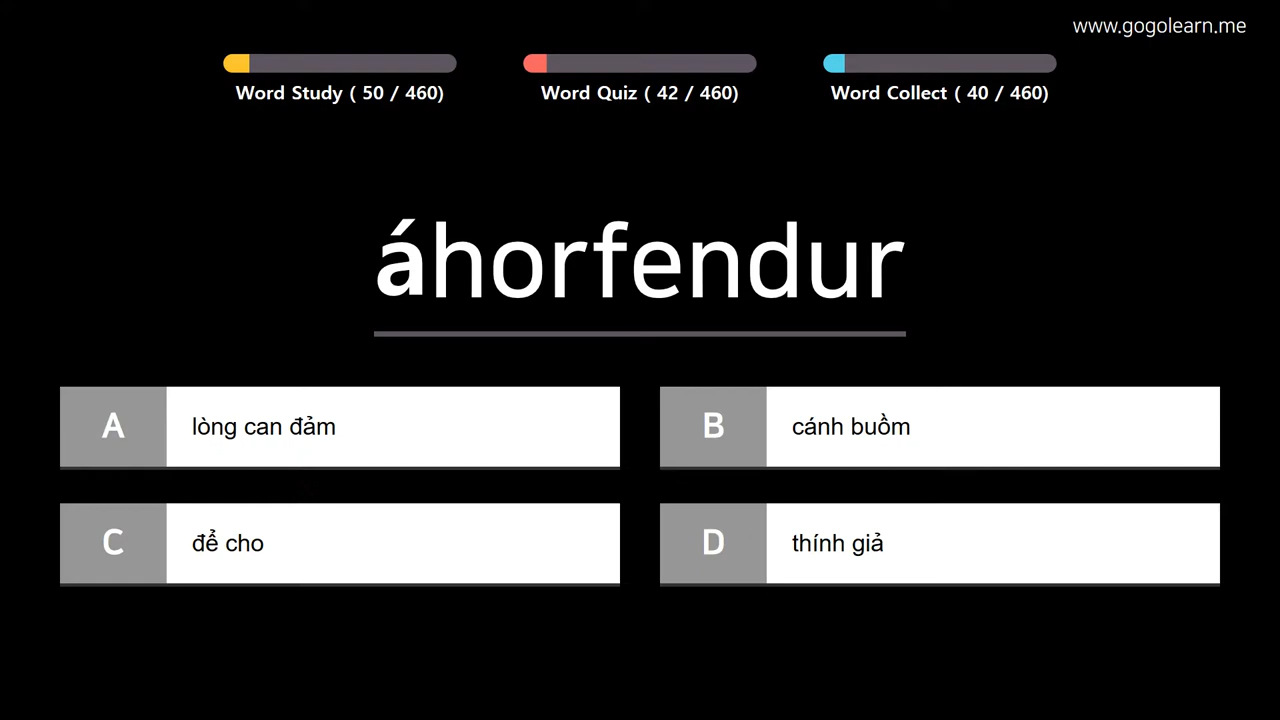 www.gogolearn.me
Word Study ( 50 / 460)
Word Quiz ( 42 / 460)
Word Collect ( 40 / 460)
áhorfendur
A lòng can đảm
B cánh buồm
C để cho
D thính giả